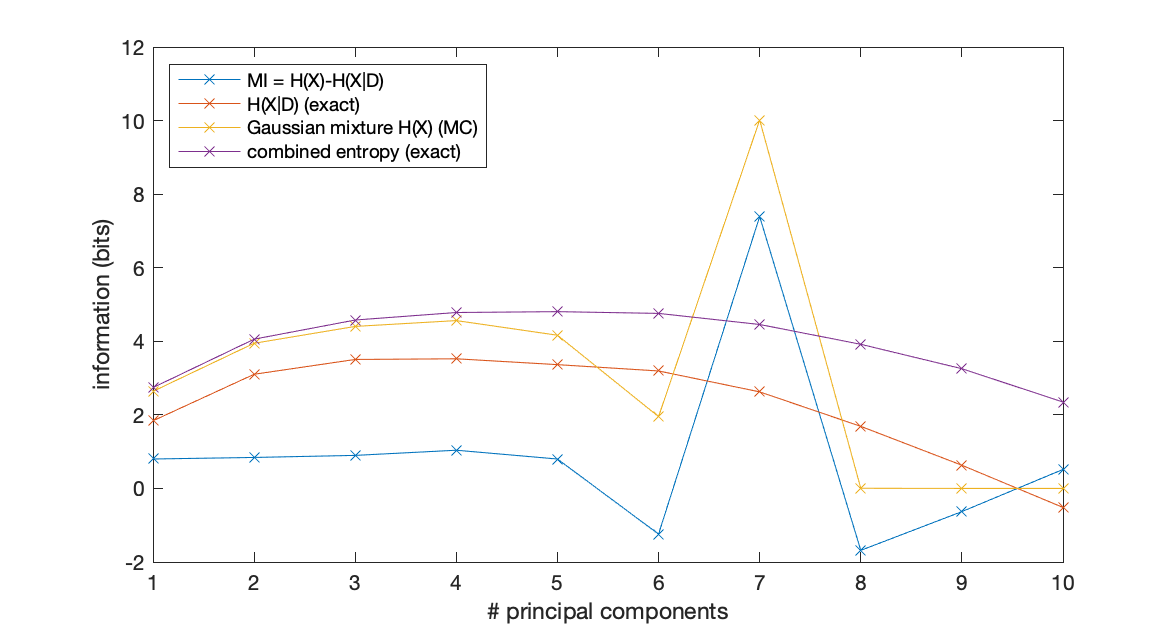 12
10
8
6
4
2
0
-2
information (bits)
MI = H(X)-H(X|D)
H(X|D) (exact)
Gaussian mixture H(X) (MC)
combined entropy (exact)
1 2 3 4 5 6 7 8 9 10
# principal components